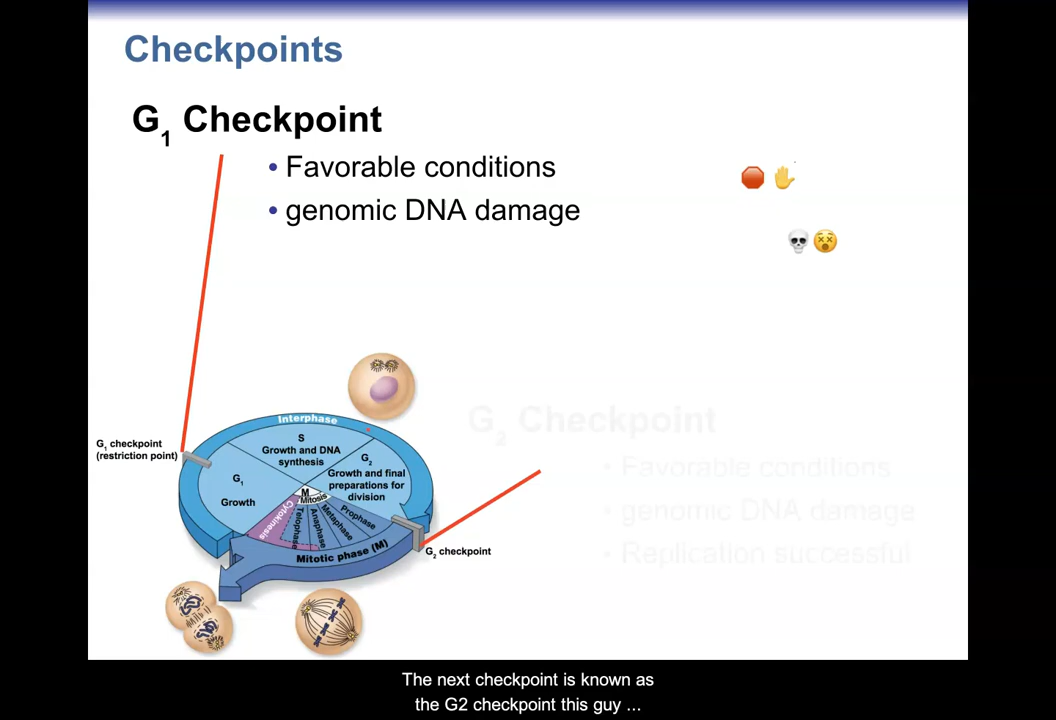 Checkpoints
G1 Checkpoint
• Favorable conditions
• genomic DNA damage
G2 Checkpoint
• Favorable conditions
• genomic DNA damage
• Replication successful
G1 checkpoint
(restriction point)
Interphase
S
Growth and DNA
synthesis
G2
Growth and final
preparations for
division
G1
Growth
M
Mitosis
Cytokinesis
Telophase
Anaphase
Metaphase
Prophase
Mitotic phase (M)
G2 checkpoint
The next checkpoint is known as
the G2 checkpoint this guy ...